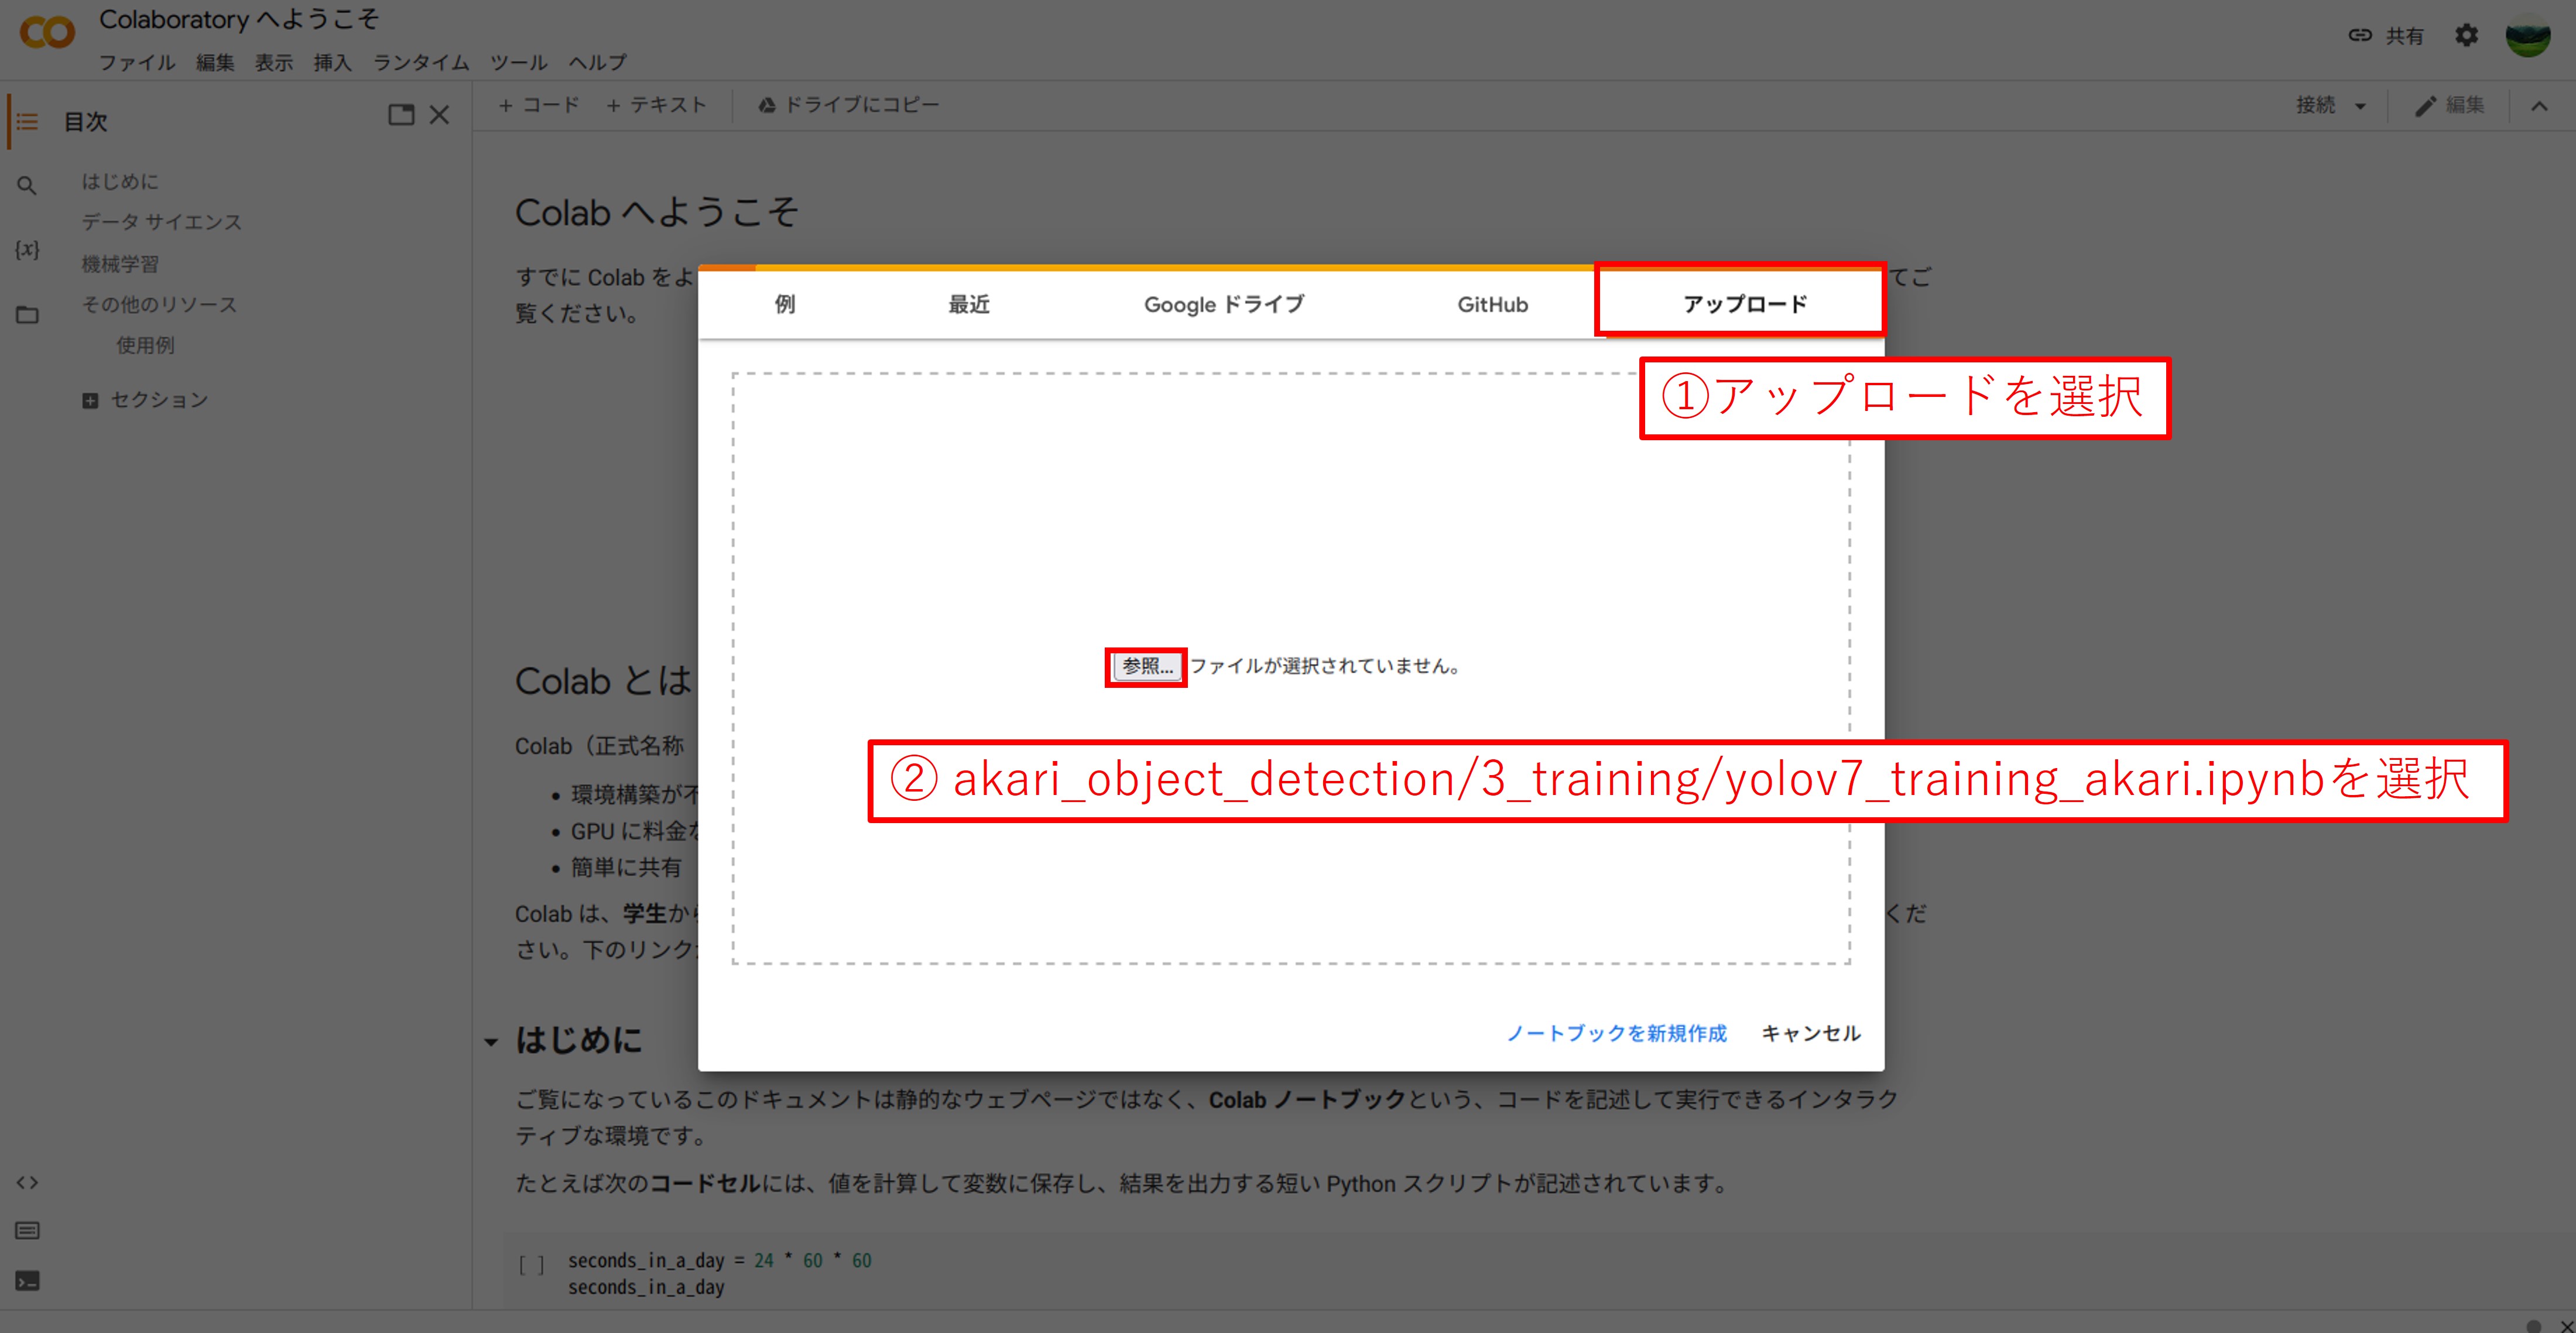 Colaboratory へようこそ
ファイル 編集 表示 挿入 ランタイム ツール ヘルプ
共有
目次
+ コード + テキスト ドライブにコピー
接続 編集
はじめに
データ サイエンス
機械学習
その他のリソース
使用例
セクション
Colab へようこそ
すでに Colab をよ
てご
覧ください。
例 最近 Google ドライブ GitHub アップロード
①アップロードを選択
参照... ファイルが選択されていません。
② akari_object_detection/3_training/yolov7_training_akari.ipynbを選択
ノートブックを新規作成 キャンセル
Colab とは
Colab（正式名称
• 環境構築が不
• GPU に料金な
• 簡単に共有
Colab は、学生から
くだ
さい。下のリンク
はじめに
ご覧になっているこのドキュメントは静的なウェブページではなく、Colab ノートブックという、コードを記述して実行できるインタラク
ティブな環境です。
たとえば次のコードセルには、値を計算して変数に保存し、結果を出力する短い Python スクリプトが記述されています。
[ ] seconds_in_a_day = 24 * 60 * 60
seconds_in_a_day